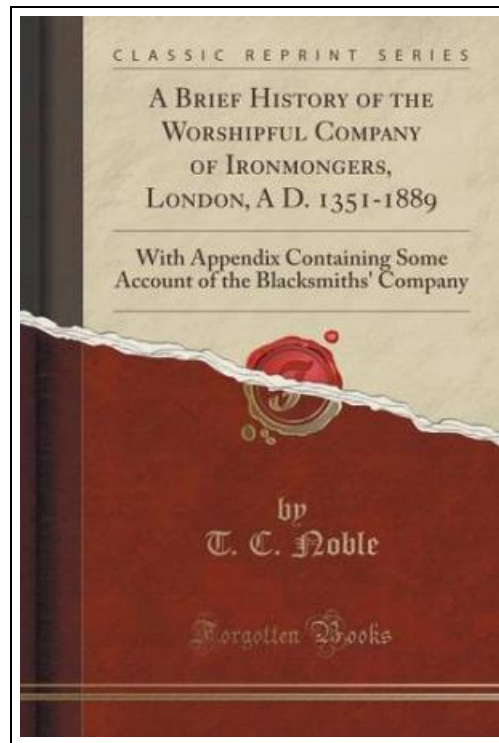 CLASSIC REPRINT SERIES
A BRIEF HISTORY OF THE
WORSHIPFUL COMPANY
OF IRONMONGERS,
LONDON, A D. 1351-1889
With Appendix Containing Some
Account of the Blacksmiths' Company
by
T. C. Noble
Forgotten Books